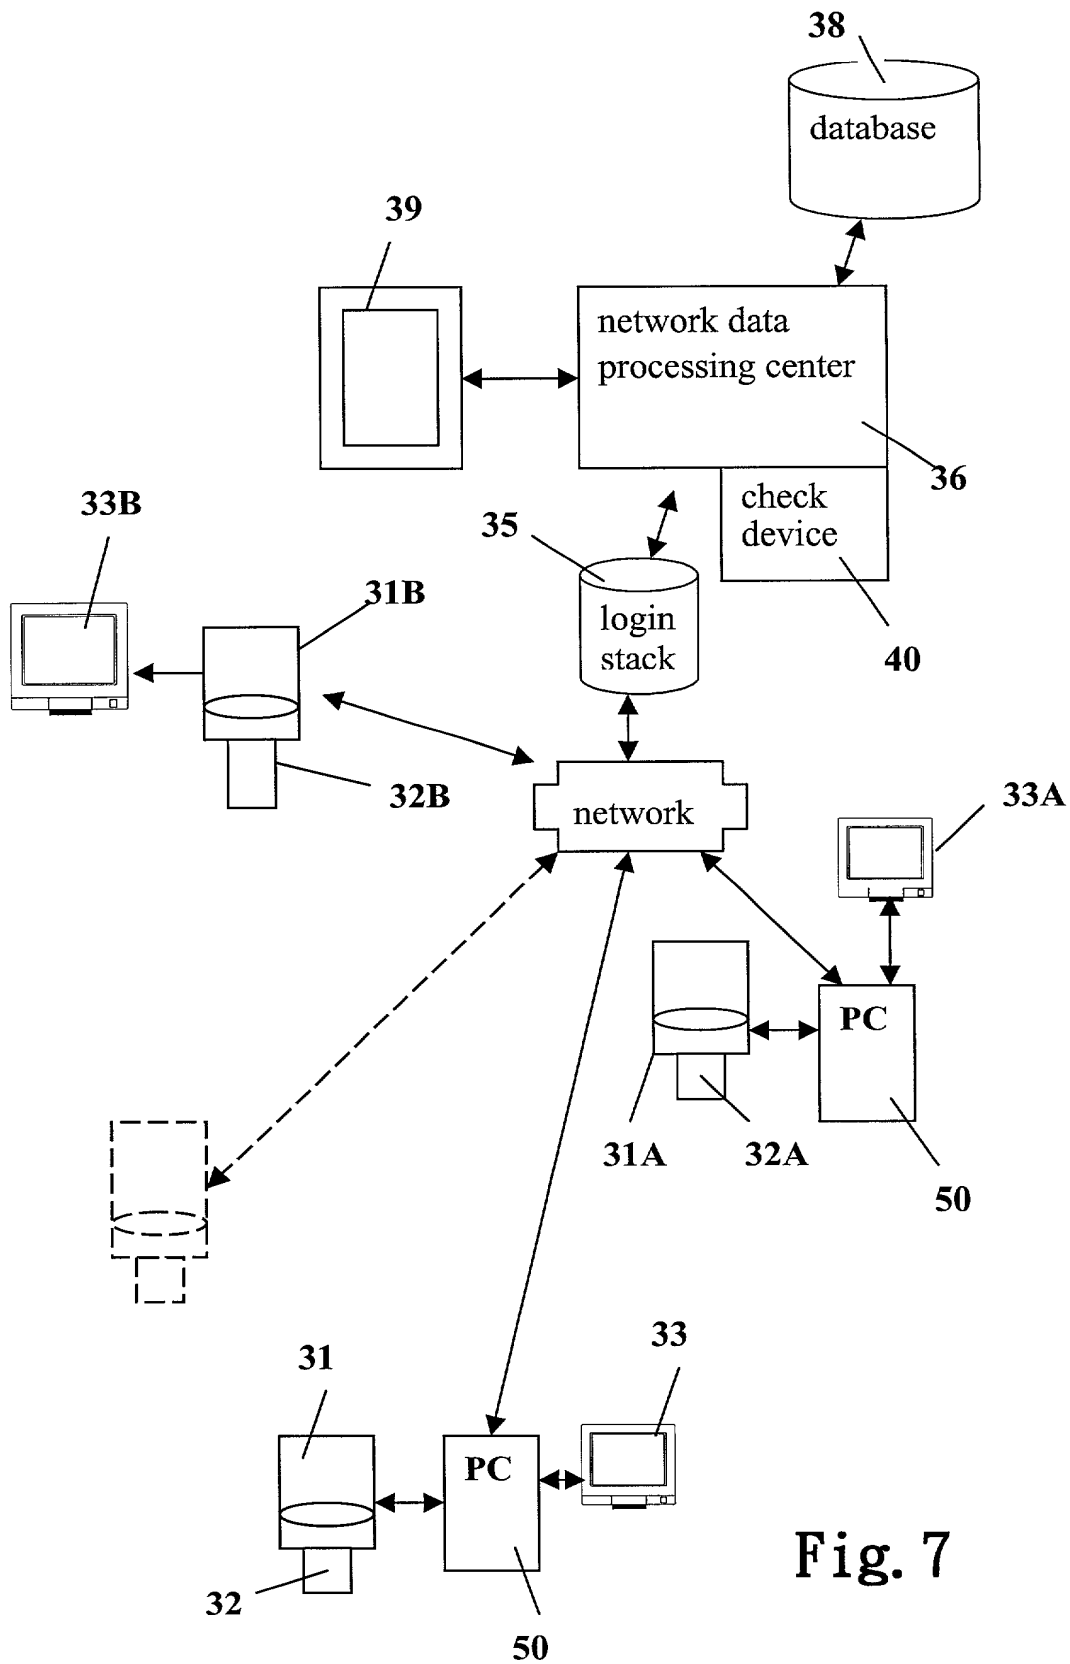 38
database
39
network data
processing center
36
33B
35
check
device
31B
login
stack
40
32B
network
33A
PC
31A
32A
50
31
33
PC
32
50
Fig. 7